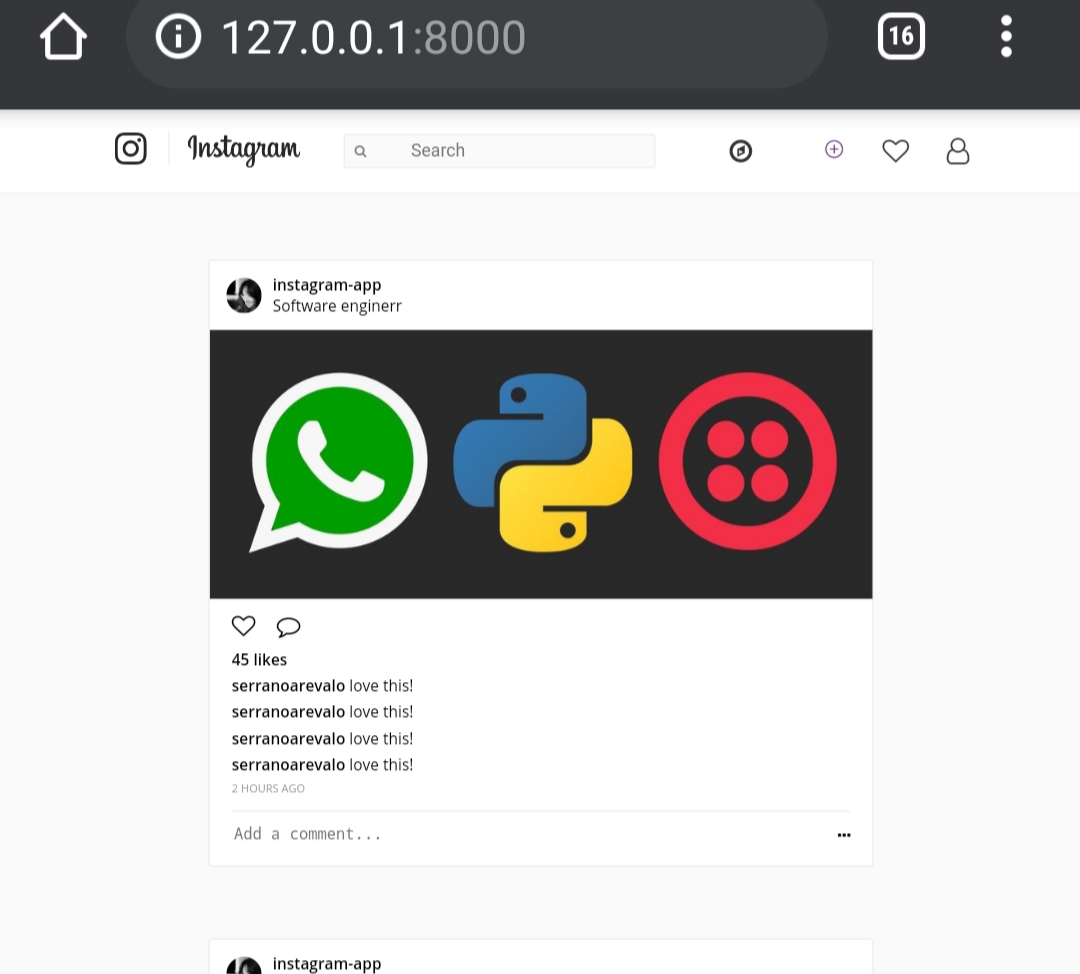 127.0.0.1:8000
16
Instagram
Search
instagram-app
Software enginerr
45 likes
serranoarevalo love this!
serranoarevalo love this!
serranoarevalo love this!
serranoarevalo love this!
2 HOURS AGO
Add a comment...
instagram-app